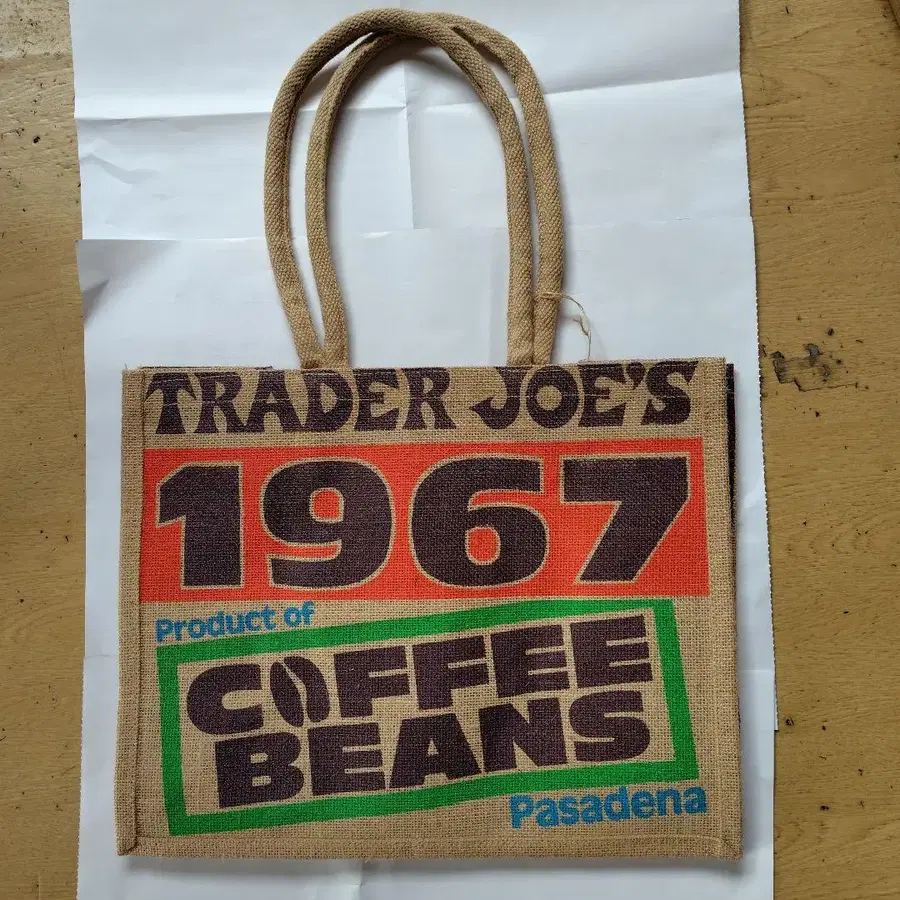 TRADER JOE'S
1967
Product of
COFFEE
BEANS
Pasadena